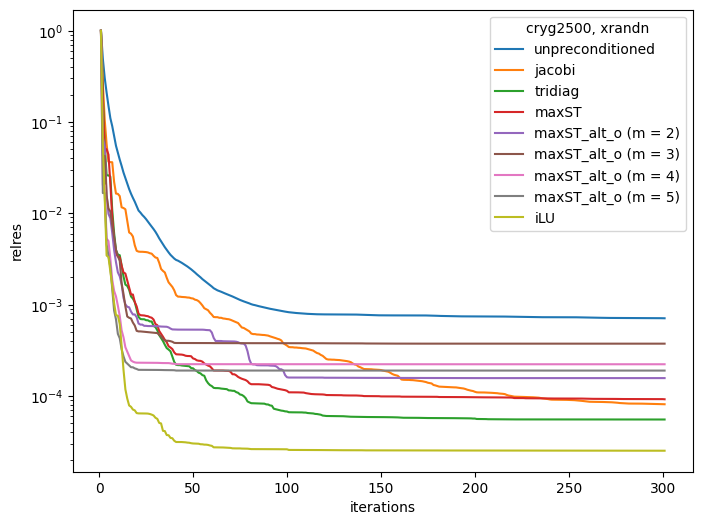 cryg2500, xrandn
unpreconditioned
jacobi
tridiag
maxST
maxST_alt_o (m = 2)
maxST_alt_o (m = 3)
maxST_alt_o (m = 4)
maxST_alt_o (m = 5)
iLU
relres
10⁰
10⁻¹
10⁻²
10⁻³
10⁻⁴
0 50 100 150 200 250 300
iterations